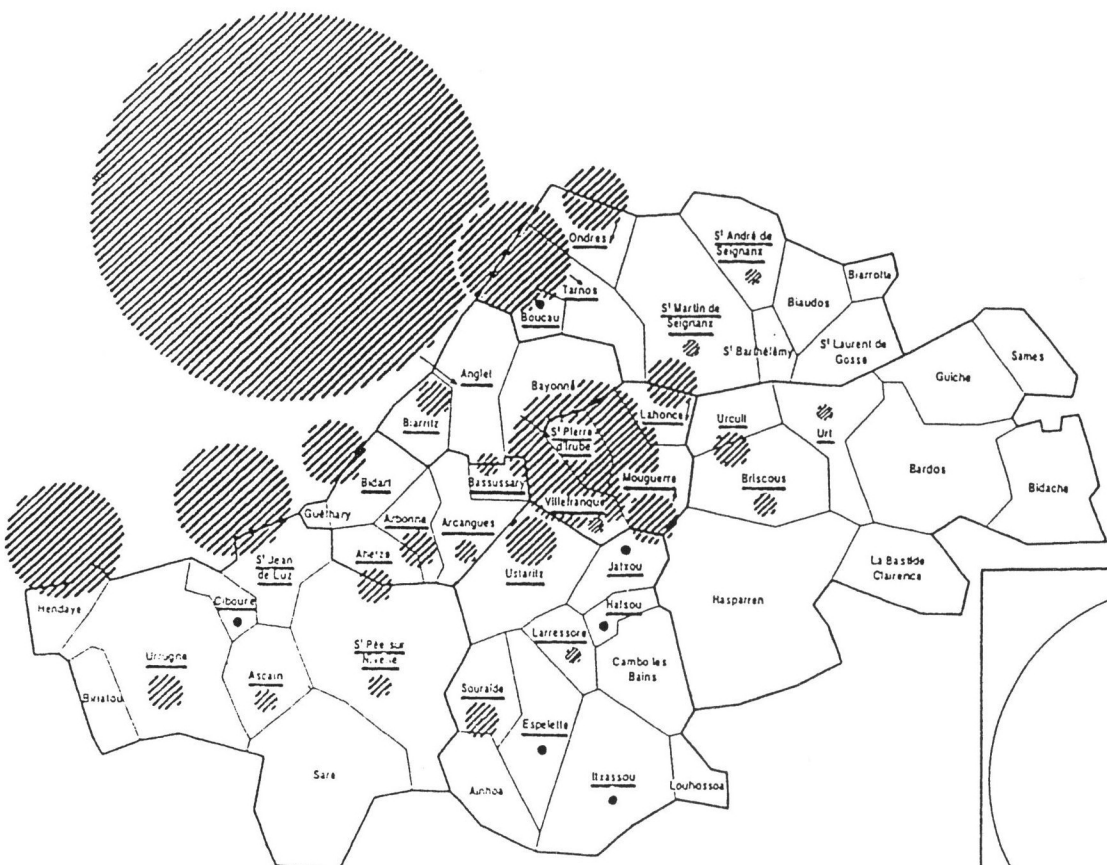 Ondres
St André de
Seignanx
Biarrotte
Tarnos
Boucau
St Martin de
Seignanx
Biaudos
St Barthélémy
St Laurent de
Gosse
Sames
Guiche
Anglet
Bayonne
Biarritz
Lahonce
Urcuit
Urt
St Pierre
d'Irube
Bardos
Bidache
Bidart
Bassussary
Mouguerre
Briscous
Villefranque
Guéthary
Arbonne
Arcangues
Ahetze
Ustaritz
Jatxou
La Bastide
Clairence
St Jean
de Luz
Hasparren
Hendaye
Ciboure
Halsou
Larressore
Urrugne
St Pée sur
Nivelle
Cambo les
Bains
Ascain
Biriatou
Souraïde
Espelette
Sare
Ainhoa
Itxassou
Louhossoa